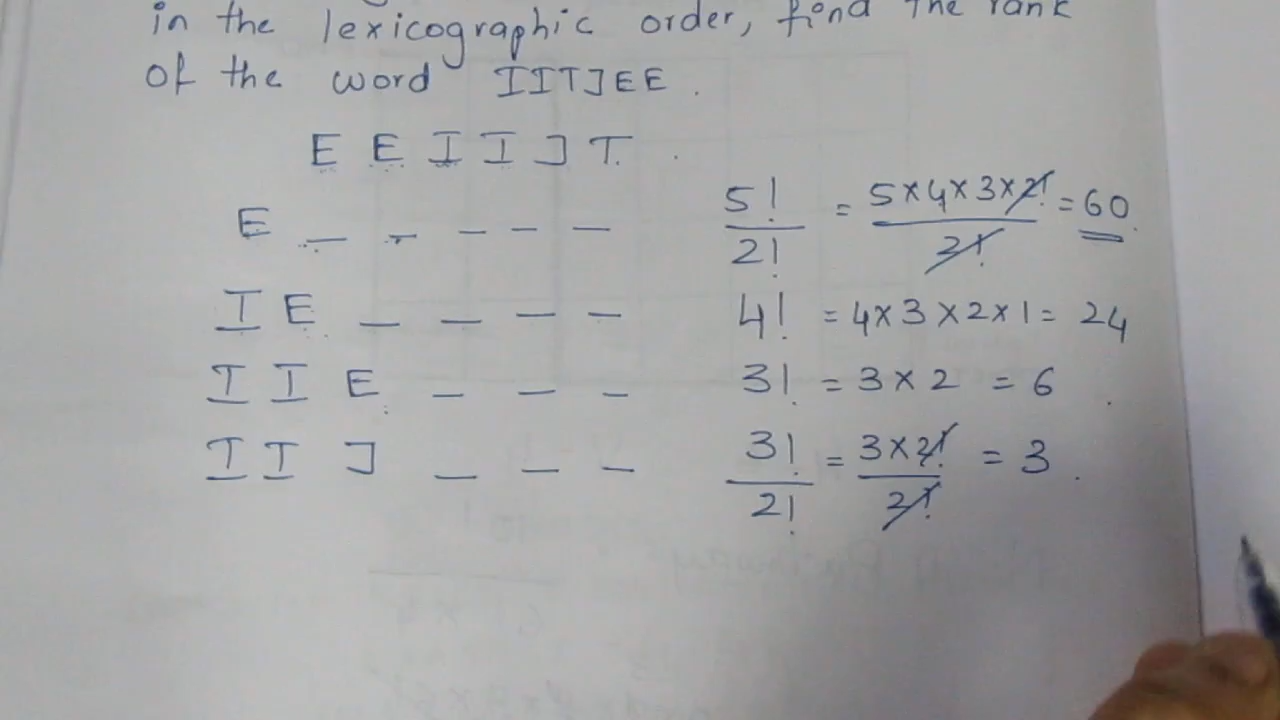 in the lexicographic order, find the rank
of the word IITJEE.
E E I I J T.
E _ _ _ _ _ 5!/2! = 5×4×3×2!/2! = 60
I E _ _ _ _ 4! = 4×3×2×1 = 24
I I E _ _ _ 3! = 3×2 = 6
I I J _ _ _ 3!/2! = 3×2!/2! = 3